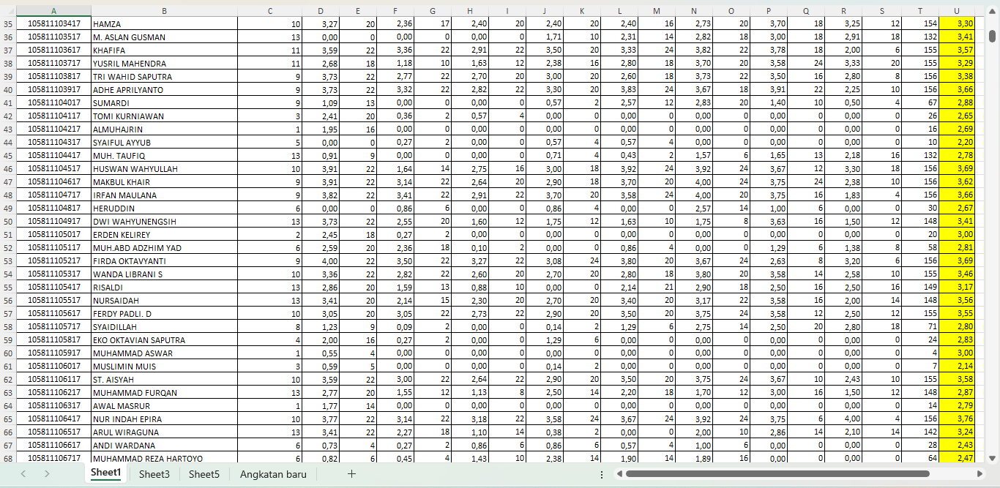 A B C D E F G H I J K L M N O P Q R S T U
35 105811103417 HAMZA 10 3,27 20 2,36 17 2,40 20 2,40 20 2,40 16 2,73 20 3,70 18 3,25 12 154 3,30
36 105811103517 M. ASLAN GUSMAN 13 0,00 0 0,00 0 0,00 0 1,71 10 2,31 14 2,82 18 3,00 18 2,91 18 132 3,41
37 105811103617 KHAFIFA 11 3,59 22 3,36 22 2,91 22 3,50 20 3,33 24 3,82 22 3,78 18 2,00 6 155 3,57
38 105811103717 YUSRIL MAHENDRA 11 2,68 18 1,18 10 1,63 12 2,38 16 2,80 18 3,70 20 3,58 24 3,33 20 155 3,29
39 105811103817 TRI WAHID SAPUTRA 9 3,73 22 2,77 22 2,70 20 3,00 20 2,60 18 3,73 22 3,50 16 2,80 8 156 3,38
40 105811103917 ADHE APRILYANTO 9 3,73 22 3,32 22 2,82 22 3,30 20 3,83 24 3,67 18 3,91 22 2,25 10 156 3,66
41 105811104017 SUMARDI 9 1,09 13 0,00 0 0,00 0 0,57 2 2,57 12 2,83 20 1,40 10 0,50 4 67 2,88
42 105811104117 TOMI KURNIAWAN 3 2,41 20 0,36 2 0,57 4 0,00 0 0,00 0 0,00 0 0,00 0 0,00 0 26 2,65
43 105811104217 ALMUHAJRIN 1 1,95 16 0,00 0 0,00 0 0,00 0 0,00 0 0,00 0 0,00 0 0,00 0 16 2,69
44 105811104317 SYAIFUL AYYUB 5 0,00 0 0,27 2 0,00 0 0,57 4 0,57 4 0,00 0 0,00 0 0,00 0 10 2,20
45 105811104417 MUH. TAUFIQ 13 0,91 9 0,00 0 0,00 0 0,71 4 0,43 2 1,57 6 1,65 13 2,18 16 132 2,78
46 105811104517 HUSWAN WAHYULLAH 10 3,91 22 1,64 14 2,75 16 3,00 18 3,92 24 3,92 24 3,67 12 3,30 18 156 3,69
47 105811104617 MAKBUL KHAIR 9 3,91 22 3,14 22 2,64 20 2,90 18 3,70 20 4,00 24 3,75 24 2,38 10 156 3,62
48 105811104717 IRFAN MAULANA 9 3,82 22 3,41 22 2,91 22 3,70 20 3,58 24 4,00 20 3,75 16 1,83 4 156 3,66
49 105811104817 HERUDDIN 6 0,00 0 0,86 6 0,00 0 0,86 4 0,00 0 2,57 14 1,00 6 0,00 0 30 2,67
50 105811104917 DWI WAHYUNENGSIH 13 3,73 22 2,55 20 1,60 12 1,75 12 1,63 10 1,75 8 3,63 16 1,50 12 148 3,41
51 105811105017 ERDEN KELIREY 2 2,45 18 0,27 2 0,00 0 0,00 0 0,00 0 0,00 0 0,00 0 0,00 0 20 3,00
52 105811105117 MUH.ABD ADZHIM YAD 6 2,59 20 2,36 18 0,10 2 0,00 0 0,86 4 0,00 0 1,29 6 1,38 8 58 2,81
53 105811105217 FIRDA OKTAVYANTI 9 4,00 22 3,50 22 3,27 22 3,08 24 3,80 20 3,67 24 2,63 8 3,20 6 156 3,69
54 105811105317 WANDA LIBRANI S 10 3,36 22 2,82 22 2,60 20 2,70 20 2,80 18 3,80 20 3,58 14 2,58 10 155 3,46
55 105811105417 RISALDI 13 2,86 20 1,59 13 0,88 10 0,00 0 2,14 21 2,90 18 2,50 16 2,50 16 149 3,17
56 105811105517 NURSAIDAH 13 3,41 20 2,14 15 2,30 20 2,70 20 3,40 20 3,17 22 3,58 16 2,00 14 148 3,56
57 105811105617 FERDY PADLI. D 10 3,05 20 3,05 22 2,73 22 2,90 20 3,50 20 3,75 24 3,58 12 2,50 12 155 3,55
58 105811105717 SYAIDILLAH 8 1,23 9 0,09 2 0,00 0 0,14 2 1,29 6 2,75 14 2,50 20 2,80 18 71 2,80
59 105811105817 EKO OKTAVIAN SAPUTRA 4 2,00 16 0,27 2 0,00 0 1,29 6 0,00 0 0,00 0 0,00 0 0,00 0 24 2,83
60 105811105917 MUHAMMAD ASWAR 1 0,55 4 0,00 0 0,00 0 0,00 0 0,00 0 0,00 0 0,00 0 0,00 0 4 3,00
61 105811106017 MUSLIMIN MUIS 3 0,59 5 0,00 0 0,00 0 0,14 2 0,00 0 0,00 0 0,00 0 0,00 0 7 2,14
62 105811106117 ST. AISYAH 10 3,59 22 3,00 22 2,64 22 2,90 20 3,50 20 3,75 24 3,67 10 2,43 10 155 3,58
63 105811106217 MUHAMMAD FURQAN 13 2,77 20 1,55 12 1,13 8 2,50 14 2,20 18 1,70 12 3,00 16 1,50 12 148 2,87
64 105811106317 AWAL MASRUR 1 1,77 14 0,00 0 0,00 0 0,00 0 0,00 0 0,00 0 0,00 0 0,00 0 14 2,79
65 105811106417 NUR INDAH EPIRA 10 3,77 22 3,14 22 3,18 22 3,58 24 3,67 24 3,92 24 3,75 6 4,00 4 156 3,76
66 105811106517 ARUL WIRAGUNA 13 3,41 22 2,27 18 1,10 14 0,38 2 0,00 0 2,00 10 2,86 14 2,10 14 142 3,24
67 105811106617 ANDI WARDANA 6 0,73 4 0,27 2 0,86 6 0,86 6 0,57 4 1,00 6 0,00 0 0,00 0 28 2,43
68 105811106717 MUHAMMAD REZA HARTOYO 6 0,82 6 0,45 4 1,43 10 2,38 14 1,90 14 1,89 16 0,00 0 0,00 0 64 2,47
Sheet1 Sheet3 Sheet5 Angkatan baru